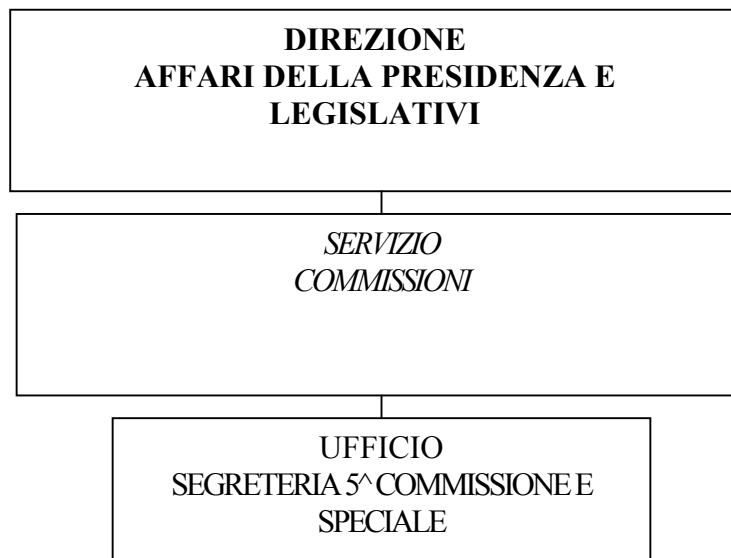 DIREZIONE
AFFARI DELLA PRESIDENZA E
LEGISLATIVI
SERVIZIO
COMMISSIONI
UFFICIO
SEGRETERIA 5^ COMMISSIONE E
SPECIALE